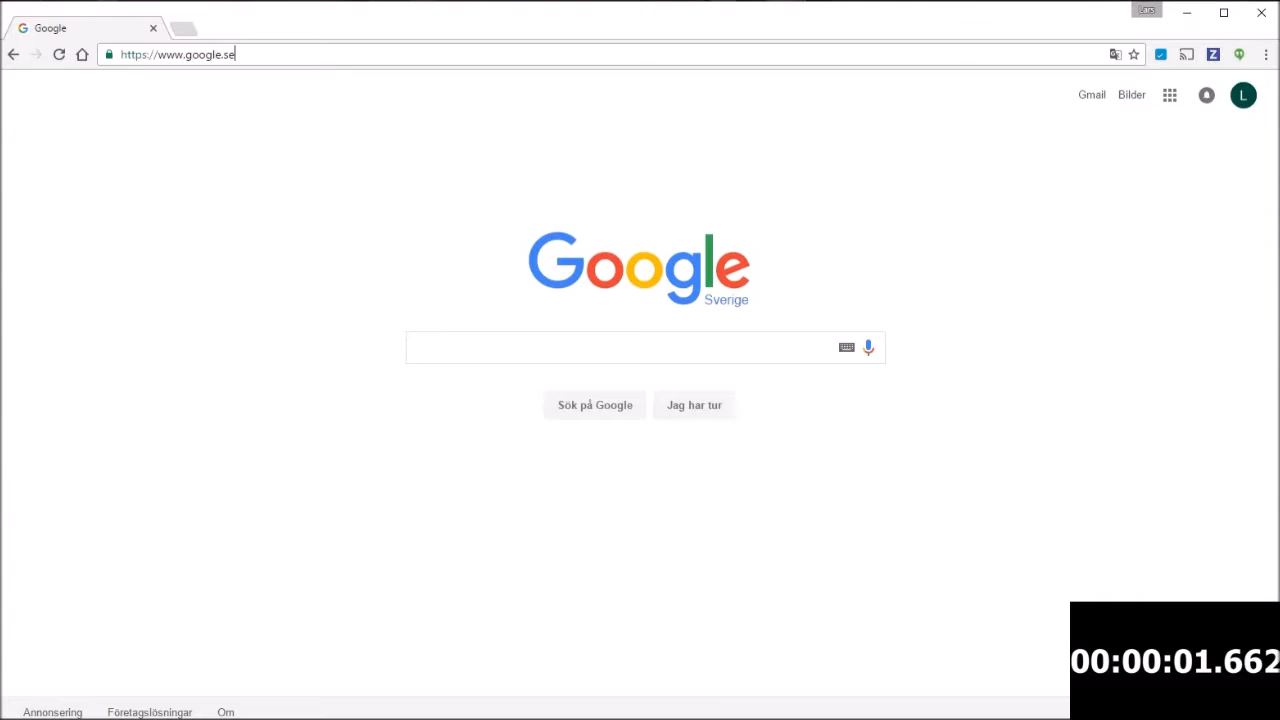 Lars
Google
https://www.google.se
Gmail Bilder L
Google
Sverige
Sök på Google Jag har tur
00:00:01.662
Annonsering Företagslösningar Om